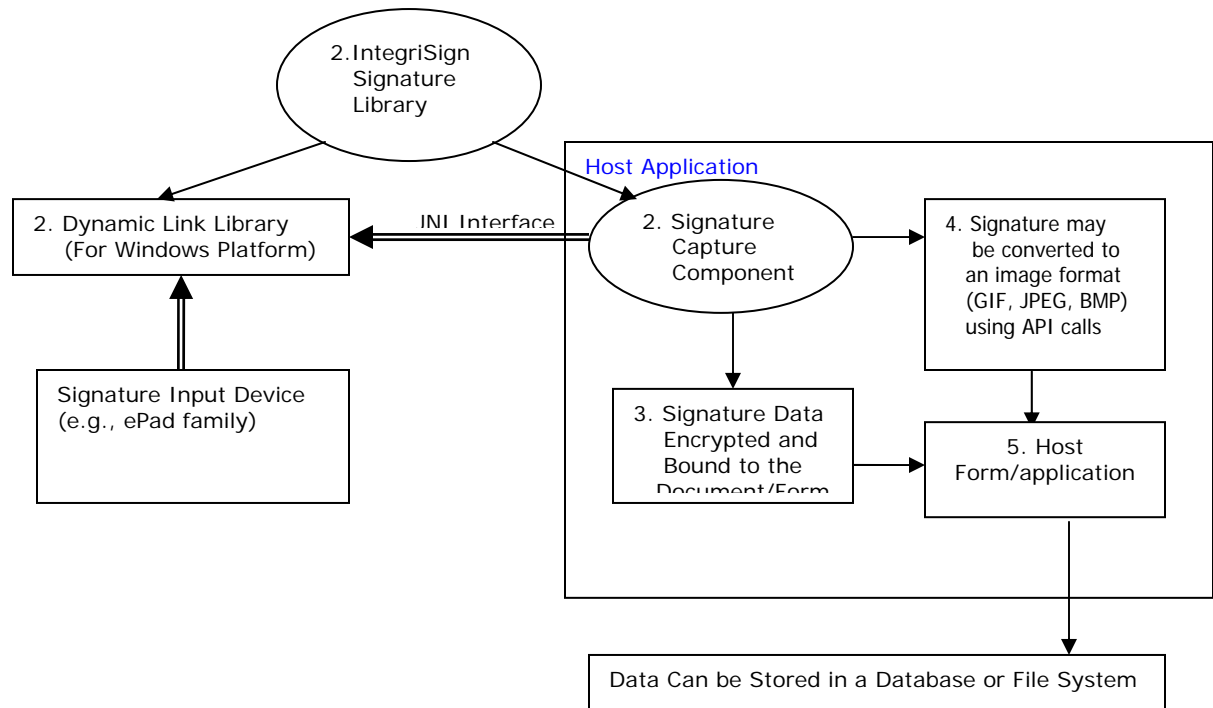 2.IntegriSign
Signature
Library
Host Application
2. Dynamic Link Library
(For Windows Platform)
JNI Interface
2. Signature
Capture
Component
4. Signature may
be converted to
an image format
(GIF, JPEG, BMP)
using API calls
Signature Input Device
(e.g., ePad family)
3. Signature Data
Encrypted and
Bound to the
Document/Form
5. Host
Form/application
Data Can be Stored in a Database or File System